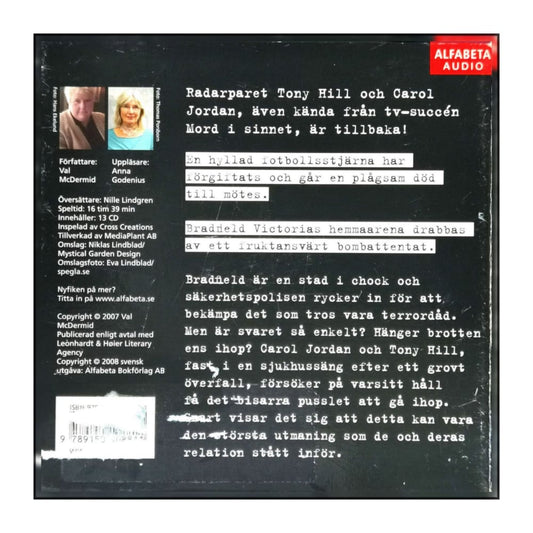 ALFABETA
AUDIO
Radarparet Tony Hill och Carol
Jordan, även kända från tv-succén
Mord i sinnet, är tillbaka!
En hyllad fotbollsstjärna har
förgiftats och går en plågsam död
till mötes.
Bradfield Victorias hemmaarena drabbas
av ett fruktansvärt bombattentat.
Bradfield är en stad i chock och
säkerhetspolisen rycker in för att
bekämpa det som tros vara terrordåd.
Men är svaret så enkelt? Hänger brotten
ens ihop? Carol Jordan och Tony Hill,
fast i en sjukhussäng efter ett grovt
överfall, försöker på varsitt håll
få det bisarra pusslet att gå ihop.
Snart visar det sig att detta kan vara
den största utmaning som de och deras
relation stått inför.
Foto: Hans Ekelund
Foto: Thomas
Författare:
Val
McDermid
Uppläsare:
Anna
Godenius
Översättare: Nille Lindgren
Speltid: 16 tim 39 min
Innehåller: 13 CD
Inspelad av Cross Creations
Tillverkad av MediaPlant AB
Omslag: Niklas Lindblad/
Mystical Garden Design
Omslagsfoto: Eva Lindblad/
spegla.se
Nyfiken på mer?
Titta in på www.alfabeta.se
Copyright © 2007 Val
McDermid
Publicerad enligt avtal med
Leonhardt & Høier Literary
Agency
Copyright © 2008 svensk
utgåva: Alfabeta Bokförlag AB
ISBN